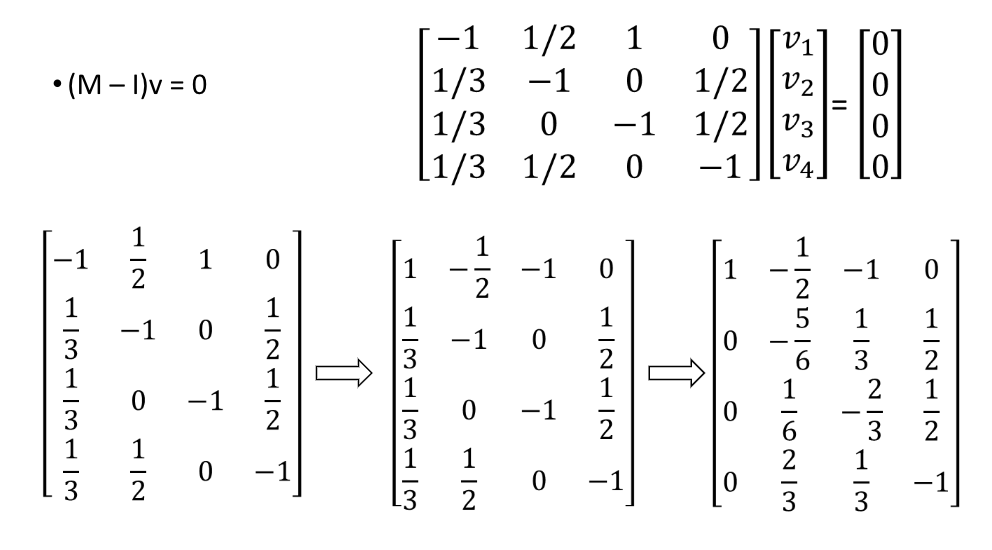 • (M – I)v = 0
[−1 1/2 1 0] [v₁] [0]
[1/3 −1 0 1/2] [v₂] = [0]
[1/3 0 −1 1/2] [v₃] [0]
[1/3 1/2 0 −1] [v₄] [0]
[−1 1/2 1 0] [1 −1/2 −1 0] [1 −1/2 −1 0]
[1/3 −1 0 1/2] [1/3 −1 0 1/2] [0 −5/6 1/3 1/2]
[1/3 0 −1 1/2] ⇒ [1/3 0 −1 1/2] ⇒ [0 1/6 −2/3 1/2]
[1/3 1/2 0 −1] [1/3 1/2 0 −1] [0 2/3 1/3 −1]